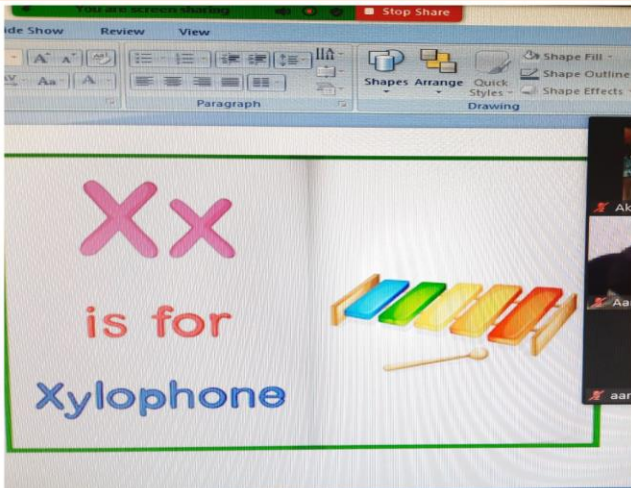 You are screen sharing
Stop Share
ide Show Review View
Aa A
Shapes Arrange Quick Styles
Shape Fill
Shape Outline
Shape Effects
Paragraph
Drawing
Xx
is for
Xylophone
Ak
Aa
aar